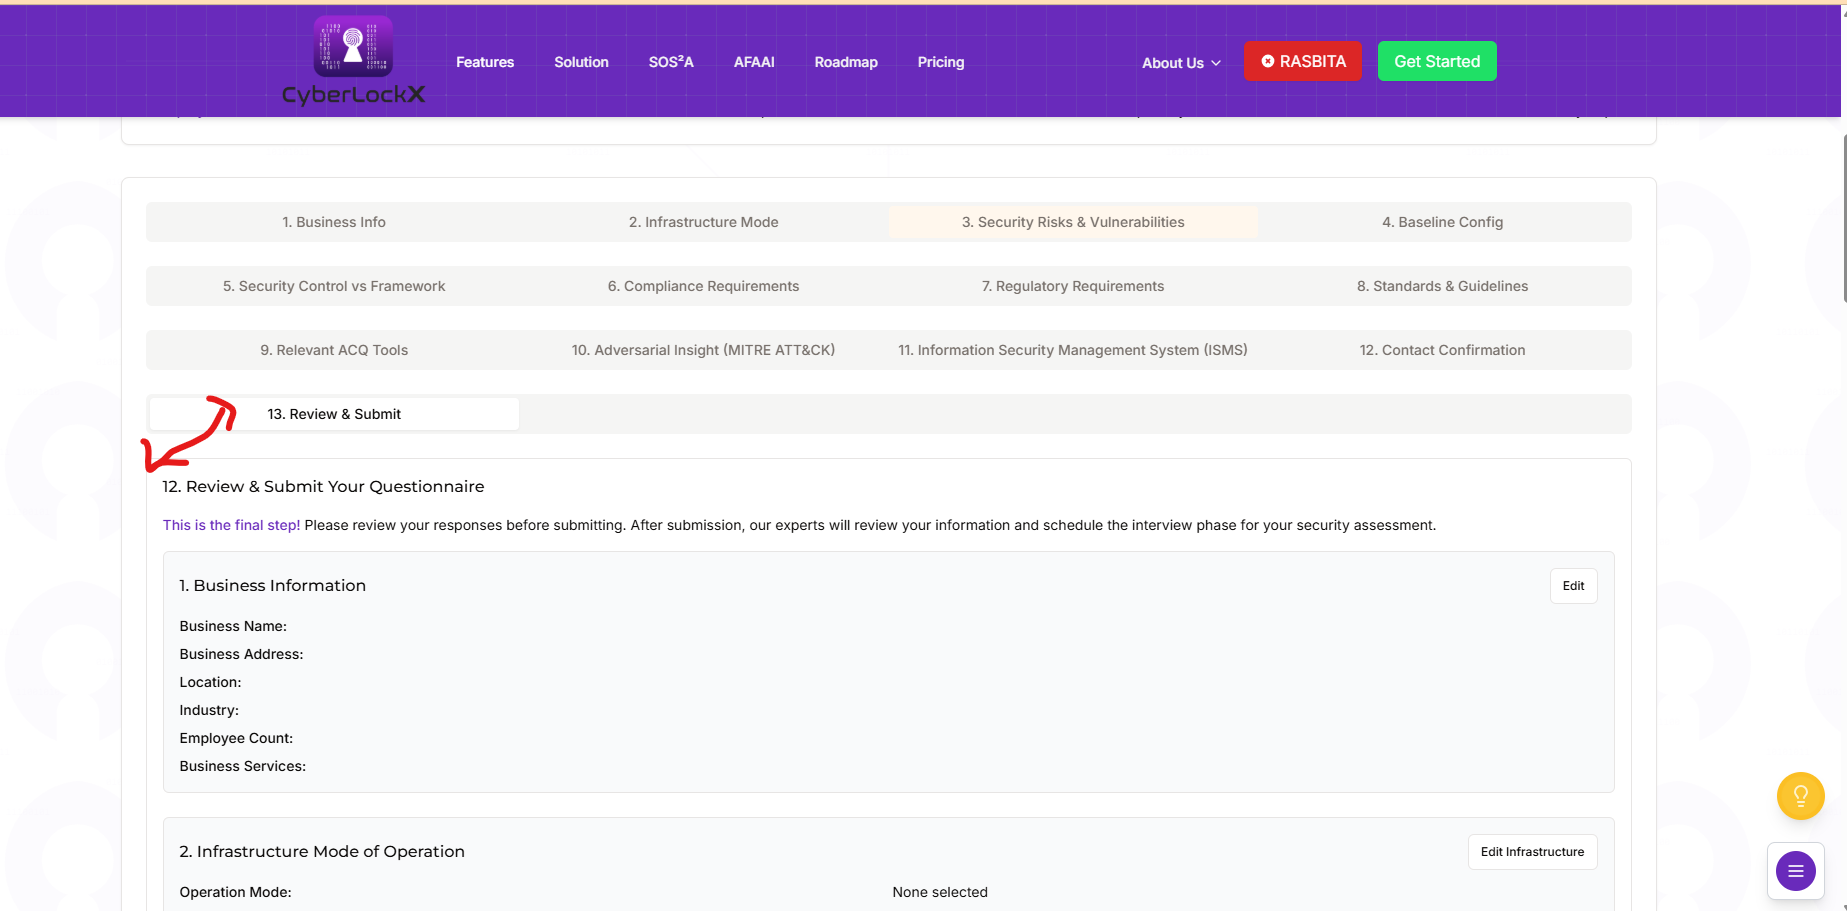 CyberLockX
Features
Solution
SOS²A
AFAAI
Roadmap
Pricing
About Us
RASBITA
Get Started
1. Business Info
2. Infrastructure Mode
3. Security Risks & Vulnerabilities
4. Baseline Config
5. Security Control vs Framework
6. Compliance Requirements
7. Regulatory Requirements
8. Standards & Guidelines
9. Relevant ACQ Tools
10. Adversarial Insight (MITRE ATT&CK)
11. Information Security Management System (ISMS)
12. Contact Confirmation
13. Review & Submit
12. Review & Submit Your Questionnaire
This is the final step! Please review your responses before submitting. After submission, our experts will review your information and schedule the interview phase for your security assessment.
1. Business Information
Edit
Business Name:
Business Address:
Location:
Industry:
Employee Count:
Business Services:
2. Infrastructure Mode of Operation
Edit Infrastructure
Operation Mode:
None selected